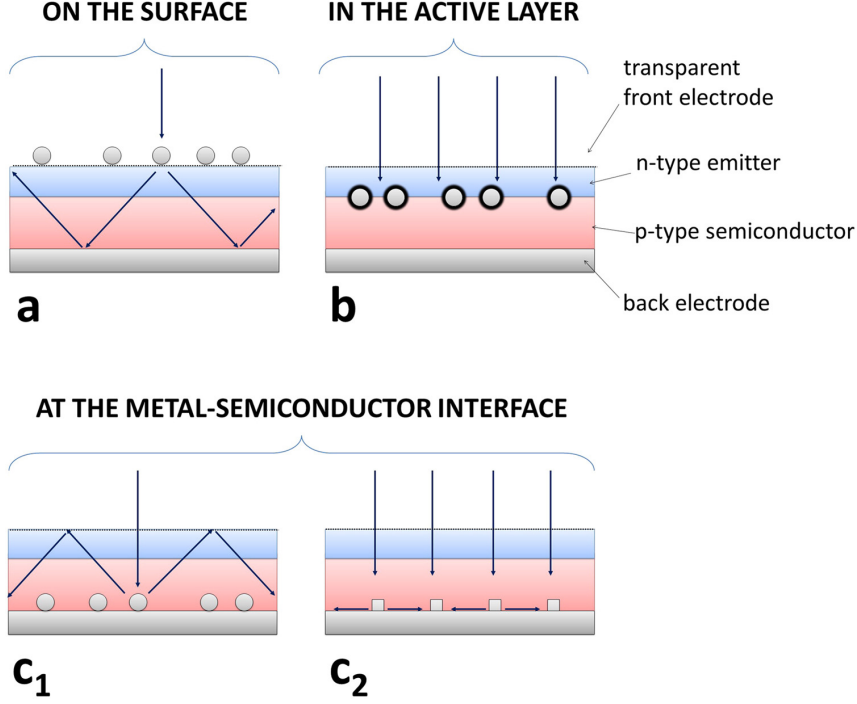 ON THE SURFACE
IN THE ACTIVE LAYER
transparent
front electrode
n-type emitter
p-type semiconductor
back electrode
a
b
AT THE METAL-SEMICONDUCTOR INTERFACE
c1
c2